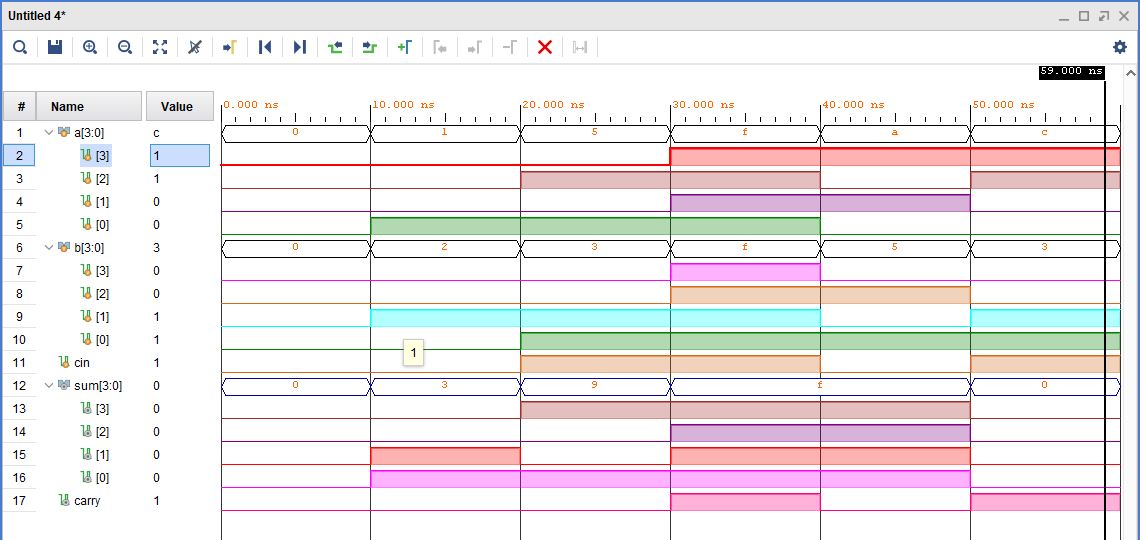 Untitled 4*
59.000 ns
# Name Value 0.000 ns 10.000 ns 20.000 ns 30.000 ns 40.000 ns 50.000 ns
1 a[3:0] c 0 1 5 f a c
2 [3] 1
3 [2] 1
4 [1] 0
5 [0] 0
6 b[3:0] 3 0 2 3 f 5 3
7 [3] 0
8 [2] 0
9 [1] 1
10 [0] 1
1
11 cin 1
12 sum[3:0] 0 0 3 9 f 0
13 [3] 0
14 [2] 0
15 [1] 0
16 [0] 0
17 carry 1